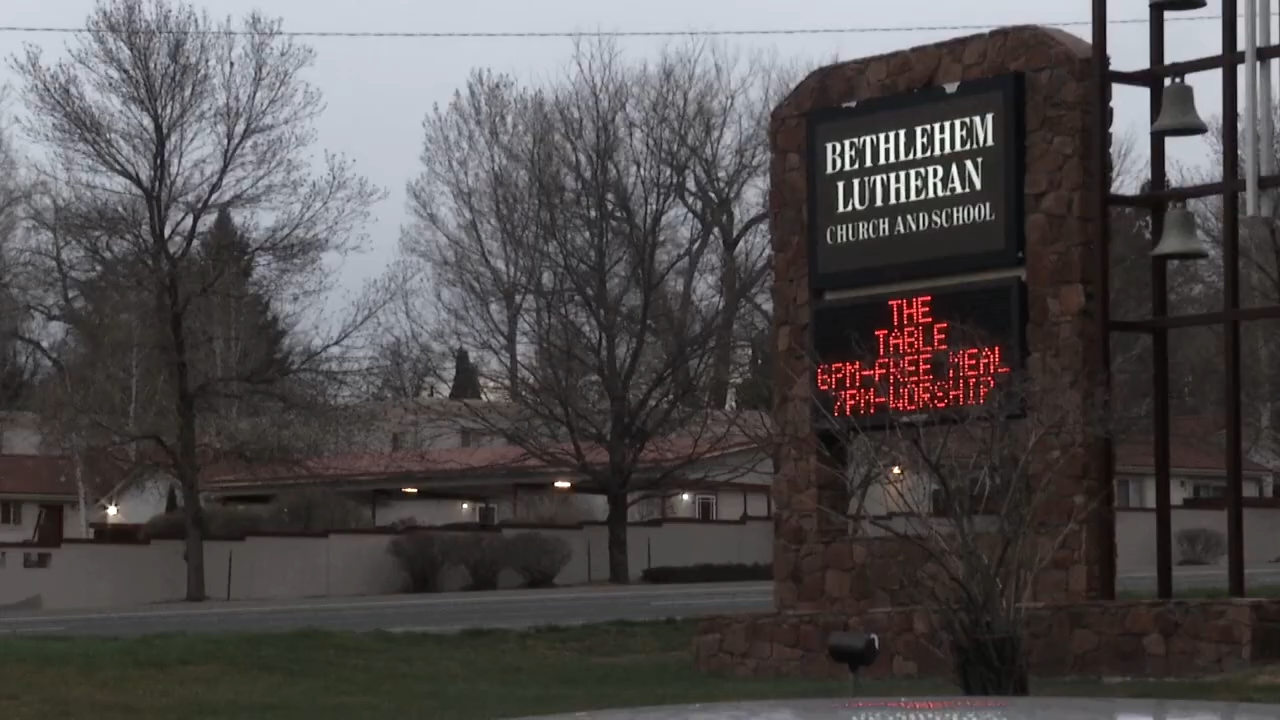 BETHLEHEM
LUTHERAN
CHURCH AND SCHOOL
THE
TABLE
6PM-FREE MEAL
7PM-WORSHIP